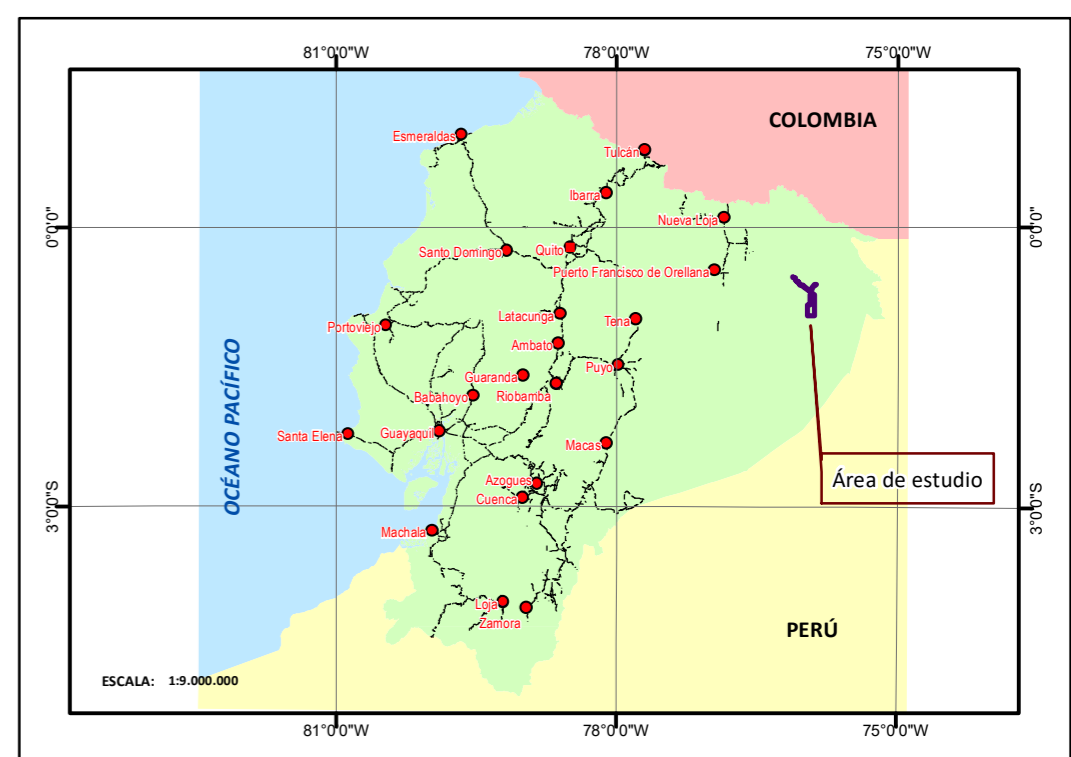 81°0'0"W
78°0'0"W
75°0'0"W
COLOMBIA
Esmeraldas
Tulcán
Ibarra
Nueva Loja
0°0'0"
0°0'0"
Santo Domingo
Quito
Puerto Francisco de Orellana
Latacunga
Tena
Portoviejo
Ambato
OCÉANO PACÍFICO
Puyo
Guaranda
Riobamba
Babahoyo
Guayaquil
Santa Elena
Macas
Azogues
Área de estudio
Cuenca
3°0'0"S
3°0'0"S
Machala
Loja
Zamora
PERÚ
ESCALA: 1:9.000.000
81°0'0"W
78°0'0"W
75°0'0"W